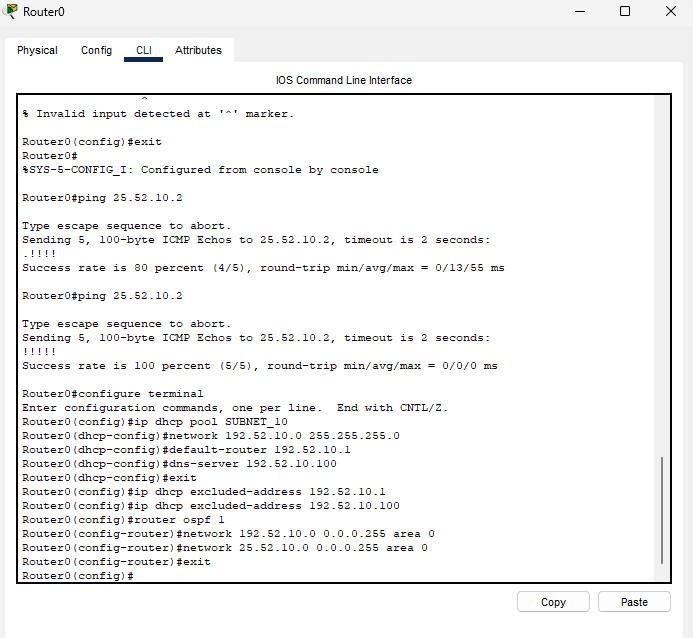 Router0
Physical Config CLI Attributes
IOS Command Line Interface
^
% Invalid input detected at '^' marker.
Router0(config)#exit
Router0#
%SYS-5-CONFIG_I: Configured from console by console
Router0#ping 25.52.10.2
Type escape sequence to abort.
Sending 5, 100-byte ICMP Echos to 25.52.10.2, timeout is 2 seconds:
.!!!!
Success rate is 80 percent (4/5), round-trip min/avg/max = 0/13/55 ms
Router0#ping 25.52.10.2
Type escape sequence to abort.
Sending 5, 100-byte ICMP Echos to 25.52.10.2, timeout is 2 seconds:
!!!!!
Success rate is 100 percent (5/5), round-trip min/avg/max = 0/0/0 ms
Router0#configure terminal
Enter configuration commands, one per line.  End with CNTL/Z.
Router0(config)#ip dhcp pool SUBNET_10
Router0(dhcp-config)#network 192.52.10.0 255.255.255.0
Router0(dhcp-config)#default-router 192.52.10.1
Router0(dhcp-config)#dns-server 192.52.10.100
Router0(dhcp-config)#exit
Router0(config)#ip dhcp excluded-address 192.52.10.1
Router0(config)#ip dhcp excluded-address 192.52.10.100
Router0(config)#router ospf 1
Router0(config-router)#network 192.52.10.0 0.0.0.255 area 0
Router0(config-router)#network 25.52.10.0 0.0.0.255 area 0
Router0(config-router)#exit
Router0(config)#
Copy Paste